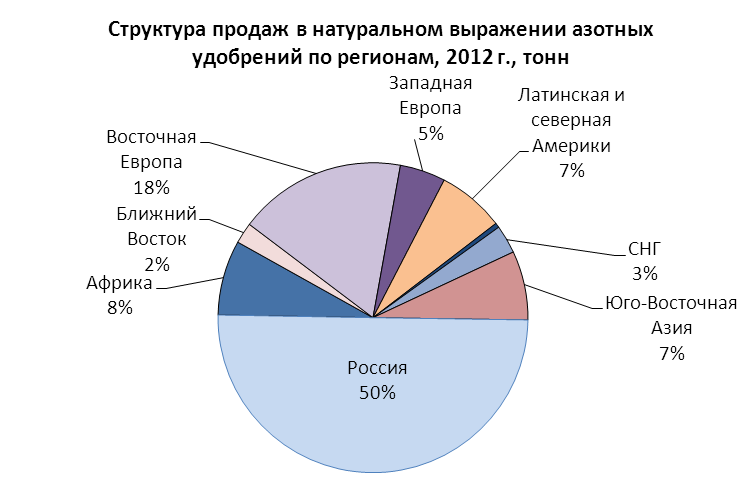 Структура продаж в натуральном выражении азотных
удобрений по регионам, 2012 г., тонн
Западная
Европа
5%
Латинская и
северная
Америки
7%
Восточная
Европа
18%
Ближний
Восток
2%
СНГ
3%
Африка
8%
Юго-Восточная
Азия
7%
Россия
50%